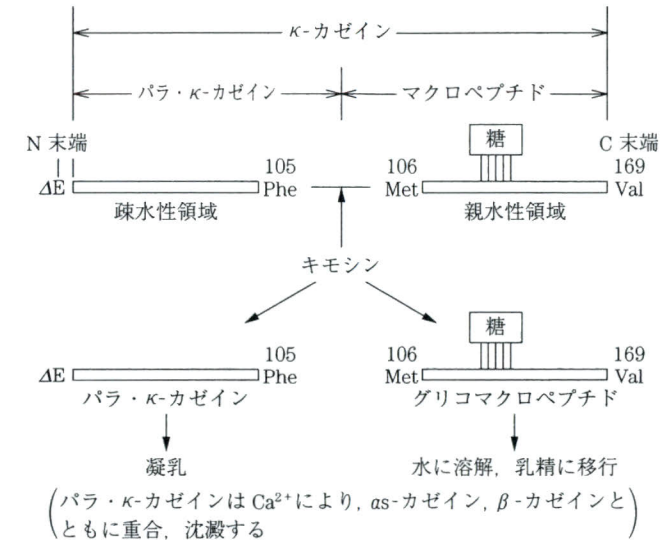 κ-カゼイン
パラ・κ-カゼイン マクロペプチド
糖
N 末端 C 末端
105 106 169
ΔE Phe Met Val
疎水性領域 親水性領域
キモシン
糖
105 106 169
ΔE Phe Met Val
パラ・κ-カゼイン グリコマクロペプチド
凝乳 水に溶解，乳精に移行
(パラ・κ-カゼインは Ca²⁺により，αs-カゼイン，β-カゼインと
ともに重合，沈澱する)